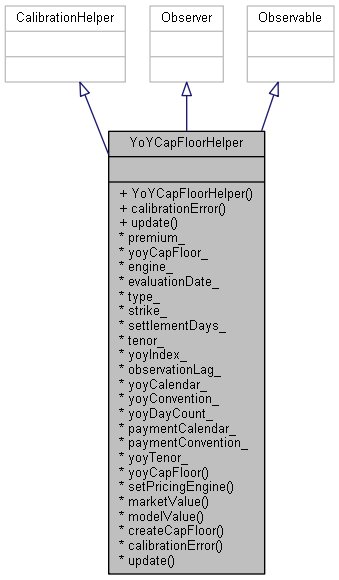 CalibrationHelper Observer Observable
YoYCapFloorHelper
+ YoYCapFloorHelper()
+ calibrationError()
+ update()
* premium_
* yoyCapFloor_
* engine_
* evaluationDate_
* type_
* strike_
* settlementDays_
* tenor_
* yoyIndex_
* observationLag_
* yoyCalendar_
* yoyConvention_
* yoyDayCount_
* paymentCalendar_
* paymentConvention_
* yoyTenor_
* yoyCapFloor()
* setPricingEngine()
* marketValue()
* modelValue()
* createCapFloor()
* calibrationError()
* update()